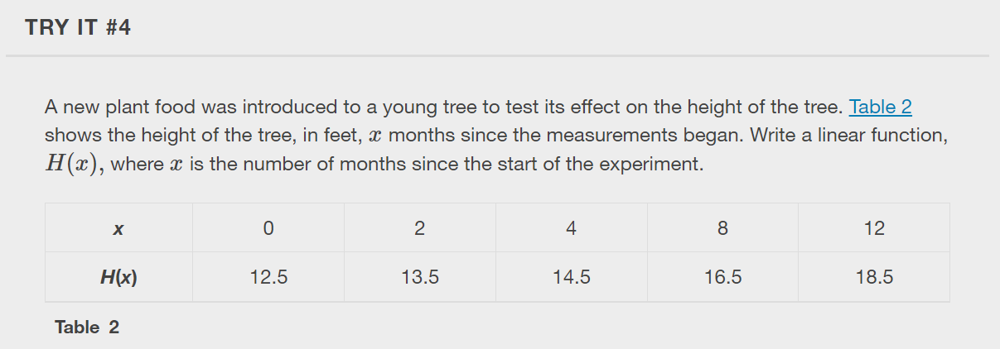 TRY IT #4
A new plant food was introduced to a young tree to test its effect on the height of the tree. Table 2
shows the height of the tree, in feet, x months since the measurements began. Write a linear function,
H(x), where x is the number of months since the start of the experiment.
x 0 2 4 8 12
H(x) 12.5 13.5 14.5 16.5 18.5
Table 2